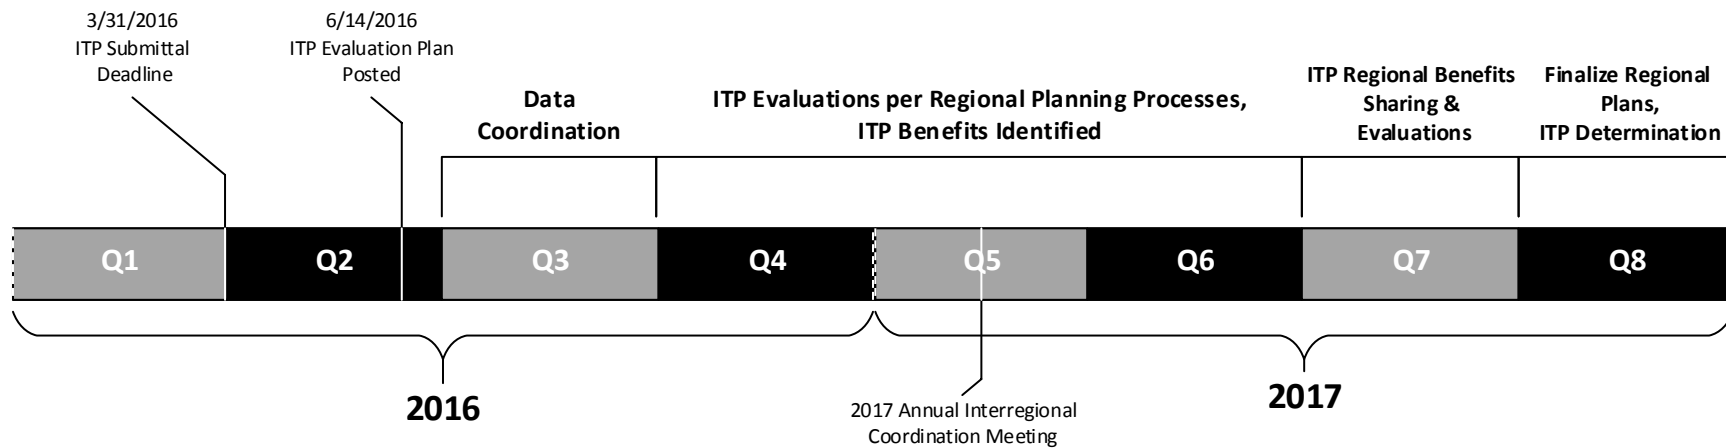 3/31/2016
ITP Submittal
Deadline
6/14/2016
ITP Evaluation Plan
Posted
Data
Coordination
ITP Evaluations per Regional Planning Processes,
ITP Benefits Identified
ITP Regional Benefits
Sharing &
Evaluations
Finalize Regional
Plans,
ITP Determination
Q1
Q2
Q3
Q4
Q5
Q6
Q7
Q8
2016
2017 Annual Interregional
Coordination Meeting
2017